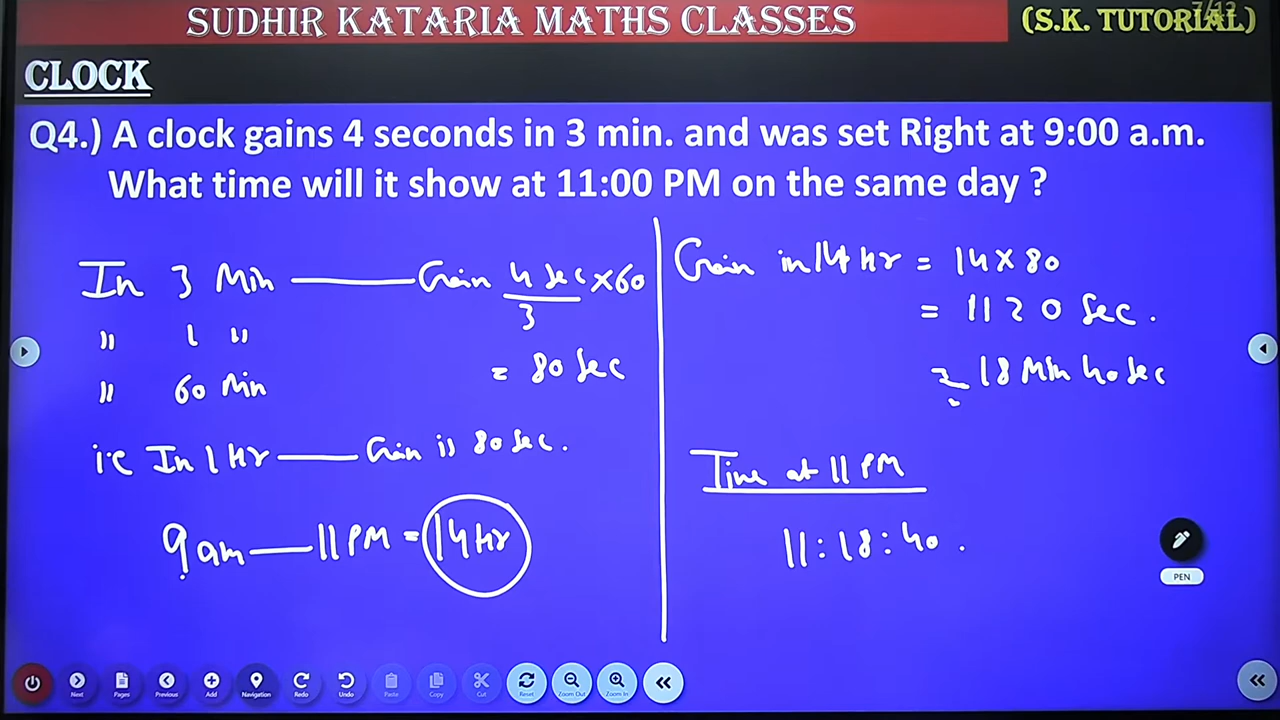 SUDHIR KATARIA MATHS CLASSES
(S.K. TUTORIAL)
7/12
CLOCK
Q4.) A clock gains 4 seconds in 3 min. and was set Right at 9:00 a.m.
What time will it show at 11:00 PM on the same day ?
In 3 Min —— Gain 4 Sec × 60
3
" 1 "
= 80 Sec
" 60 Min
i.e In 1 Hr —— Gain is 80 Sec.
9 am —— 11 PM = 14 Hr
Gain in 14 Hr = 14 × 80
= 1120 Sec.
= 18 Min 40 Sec
Time at 11 PM
11 : 18 : 40 .
PEN
Next
Pages
Previous
Add
Navigation
Redo
Undo
Paste
Copy
Cut
Reset
Zoom Out
Zoom In